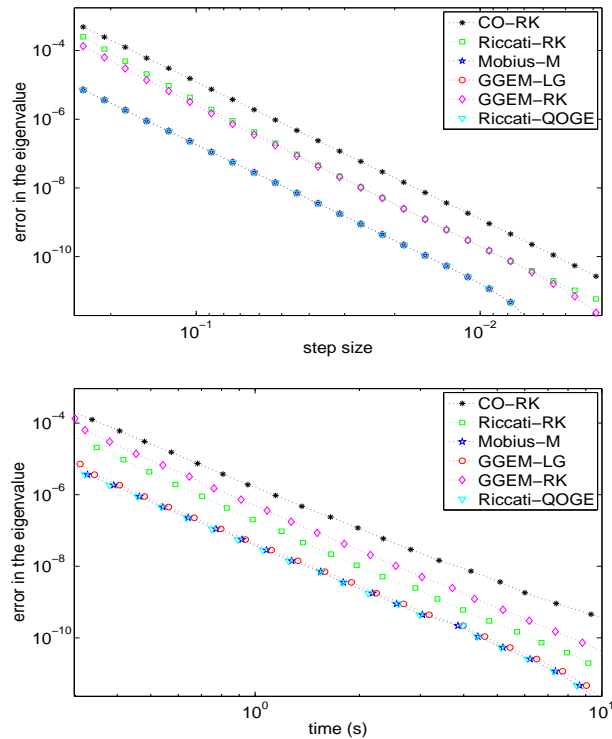 CO−RK
Riccati−RK
Mobius−M
GGEM−LG
GGEM−RK
Riccati−QOGE
10^−4
10^−6
10^−8
10^−10
error in the eigenvalue
10^−1
10^−2
step size
CO−RK
Riccati−RK
Mobius−M
GGEM−LG
GGEM−RK
Riccati−QOGE
10^−4
10^−6
10^−8
10^−10
error in the eigenvalue
10^0
10^1
time (s)